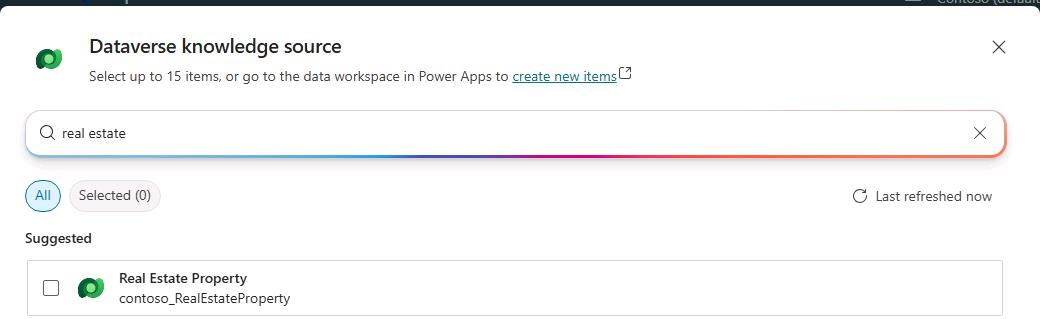 Dataverse knowledge source
Select up to 15 items, or go to the data workspace in Power Apps to create new items
real estate
All
Selected (0)
Last refreshed now
Suggested
Real Estate Property
contoso_RealEstateProperty